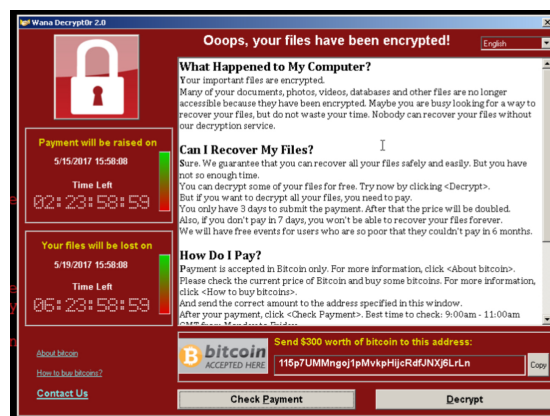 Wana Decrypt0r 2.0
Ooops, your files have been encrypted!
English
What Happened to My Computer?
Your important files are encrypted.
Many of your documents, photos, videos, databases and other files are no longer
accessible because they have been encrypted. Maybe you are busy looking for a way to
recover your files, but do not waste your time. Nobody can recover your files without
our decryption service.
Can I Recover My Files?
Sure. We guarantee that you can recover all your files safely and easily. But you have
not so enough time.
You can decrypt some of your files for free. Try now by clicking <Decrypt>.
But if you want to decrypt all your files, you need to pay.
You only have 3 days to submit the payment. After that the price will be doubled.
Also, if you don't pay in 7 days, you won't be able to recover your files forever.
We will have free events for users who are so poor that they couldn't pay in 6 months.
How Do I Pay?
Payment is accepted in Bitcoin only. For more information, click <About bitcoin>.
Please check the current price of Bitcoin and buy some bitcoins. For more information,
click <How to buy bitcoins>.
And send the correct amount to the address specified in this window.
After your payment, click <Check Payment>. Best time to check: 9:00am - 11:00am
GMT from Monday to Friday.
Payment will be raised on
5/15/2017 15:58:08
Time Left
02:23:58:59
Your files will be lost on
5/19/2017 15:58:08
Time Left
06:23:58:59
About bitcoin
How to buy bitcoins?
Contact Us
bitcoin
ACCEPTED HERE
Send $300 worth of bitcoin to this address:
115p7UMMngoj1pMvkpHijcRdfJNXj6LrLn
Copy
Check Payment
Decrypt